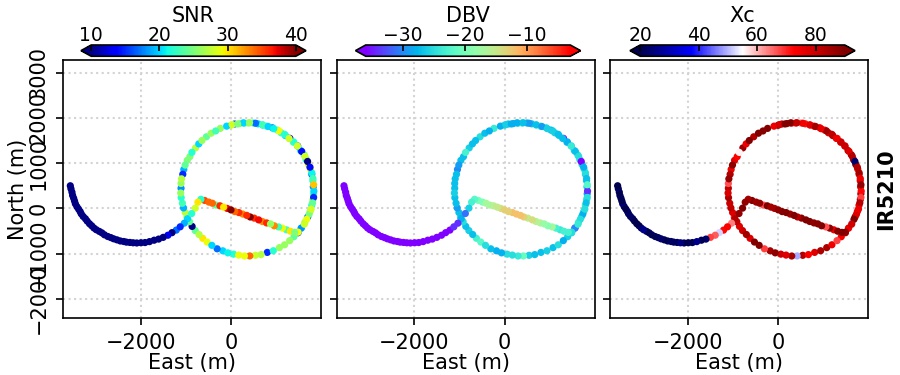 SNR
DBV
Xc
10 20 30 40
−30 −20 −10
20 40 60 80
North (m)
3000
2000
1000
0
−1000
−2000
−2000 0
−2000 0
−2000 0
East (m)
East (m)
East (m)
IR5210